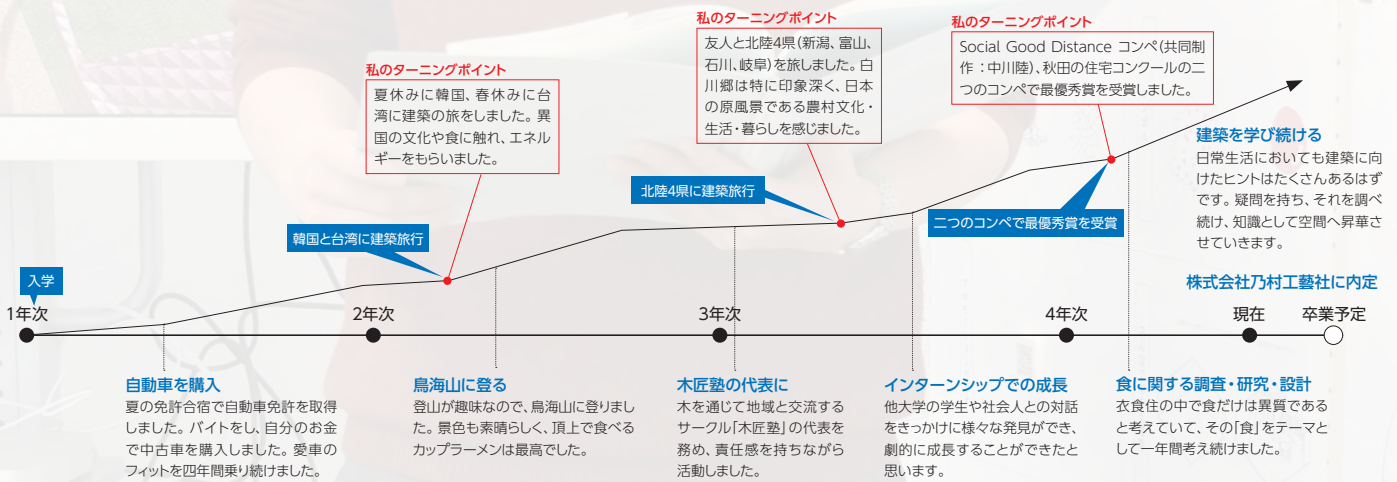 私のターニングポイント
夏休みに韓国、春休みに台
湾に建築の旅をしました。異
国の文化や食に触れ、エネル
ギーをもらいました。
私のターニングポイント
友人と北陸4県（新潟、富山、
石川、岐阜）を旅しました。白
川郷は特に印象深く、日本
の原風景である農村文化・
生活・暮らしを感じました。
私のターニングポイント
Social Good Distance コンペ（共同制
作：中川陸）、秋田の住宅コンクールの二
つのコンペで最優秀賞を受賞しました。
入学
韓国と台湾に建築旅行
北陸4県に建築旅行
二つのコンペで最優秀賞を受賞
建築を学び続ける
日常生活においても建築に向
けたヒントはたくさんあるはず
です。疑問を持ち、それを調べ
続け、知識として空間へ昇華さ
せていきます。
株式会社乃村工藝社に内定
1年次
2年次
3年次
4年次
現在
卒業予定
自動車を購入
夏の免許合宿で自動車免許を取得
しました。バイトをし、自分のお金
で中古車を購入しました。愛車の
フィットを四年間乗り続けました。
鳥海山に登る
登山が趣味なので、鳥海山に登りまし
た。景色も素晴らしく、頂上で食べる
カップラーメンは最高でした。
木匠塾の代表に
木を通じて地域と交流する
サークル「木匠塾」の代表を
務め、責任感を持ちながら
活動しました。
インターンシップでの成長
他大学の学生や社会人との対話
をきっかけに様々な発見ができ、
劇的に成長することができたと
思います。
食に関する調査・研究・設計
衣食住の中で食だけは異質である
と考えていて、その「食」をテーマと
して一年間考え続けました。